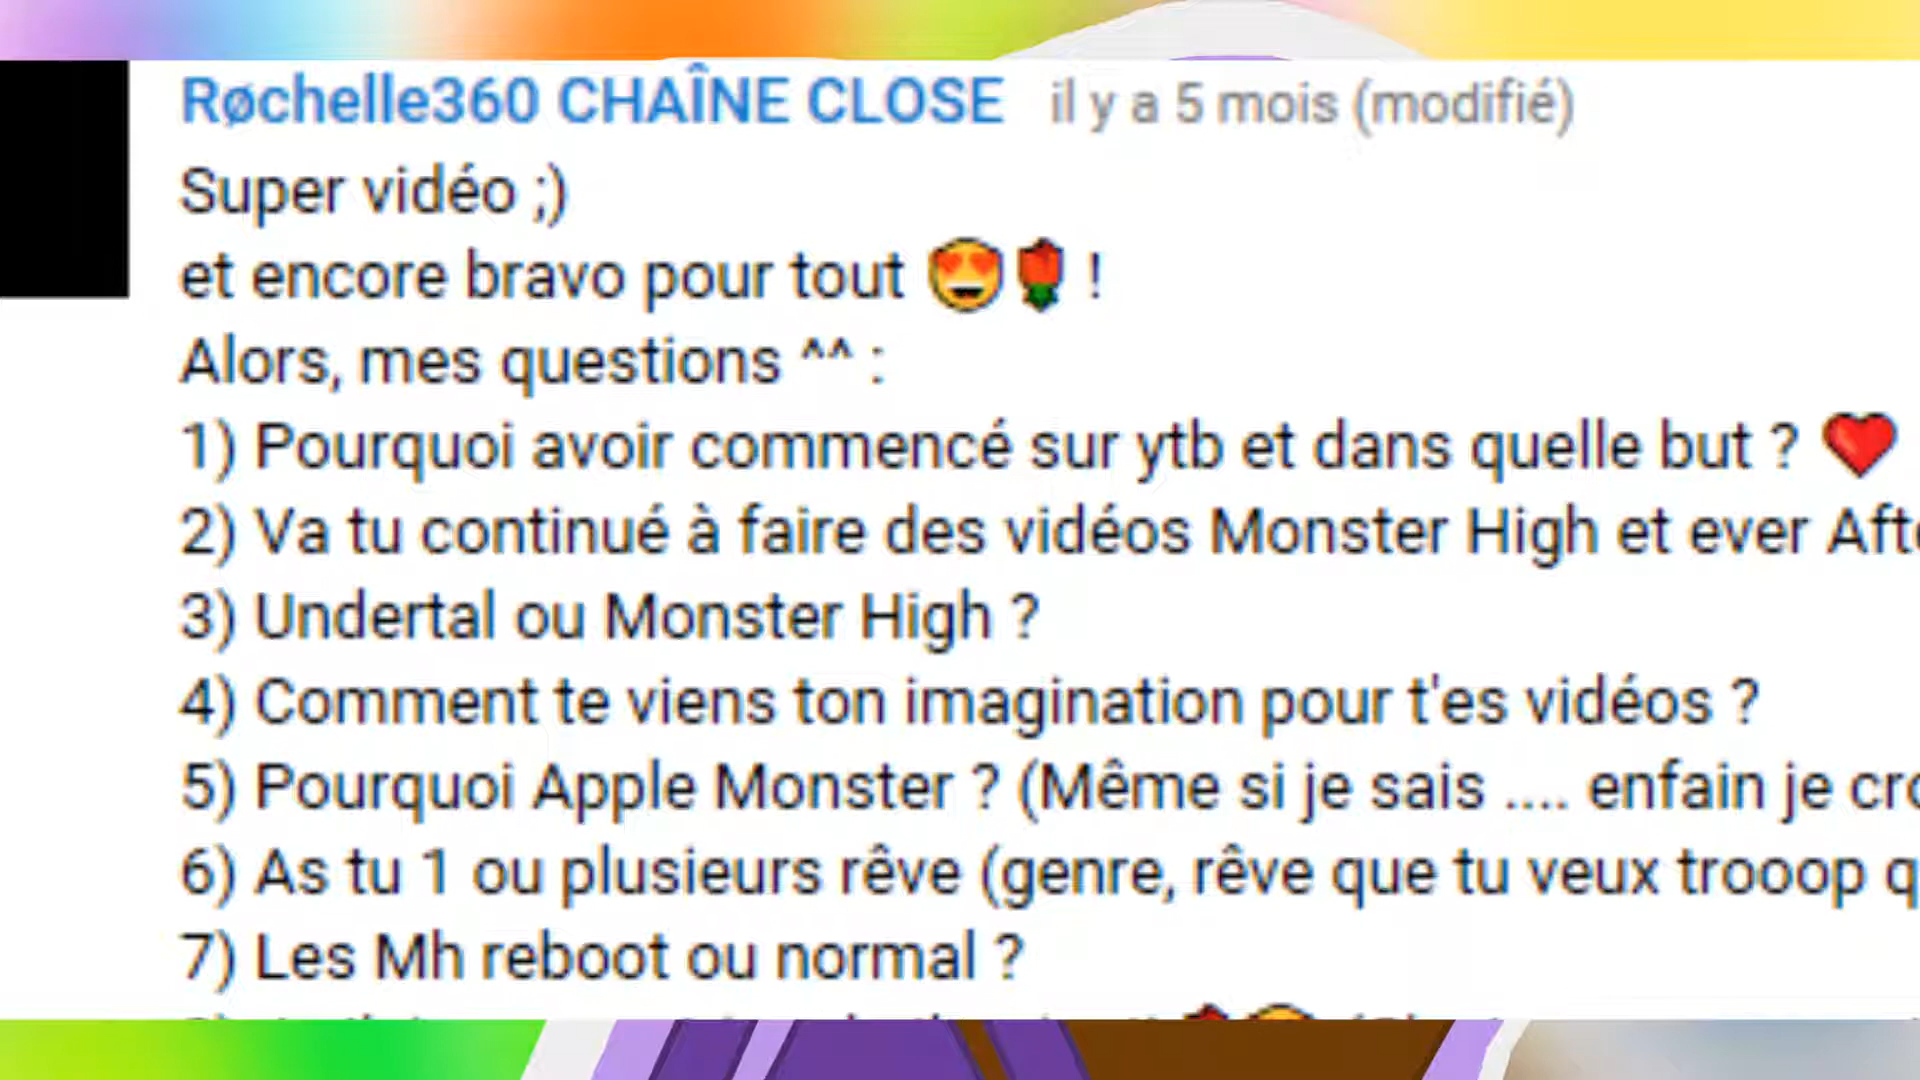 Røchelle360 CHAÎNE CLOSE il y a 5 mois (modifié)
Super vidéo ;)
et encore bravo pour tout 😍🌹 !
Alors, mes questions ^^ :
1) Pourquoi avoir commencé sur ytb et dans quelle but ? ❤️
2) Va tu continué à faire des vidéos Monster High et ever
3) Undertal ou Monster High ?
4) Comment te viens ton imagination pour t'es vidéos ?
5) Pourquoi Apple Monster ? (Même si je sais .... enfain je
6) As tu 1 ou plusieurs rêve (genre, rêve que tu veux trooop
7) Les Mh reboot ou normal ?